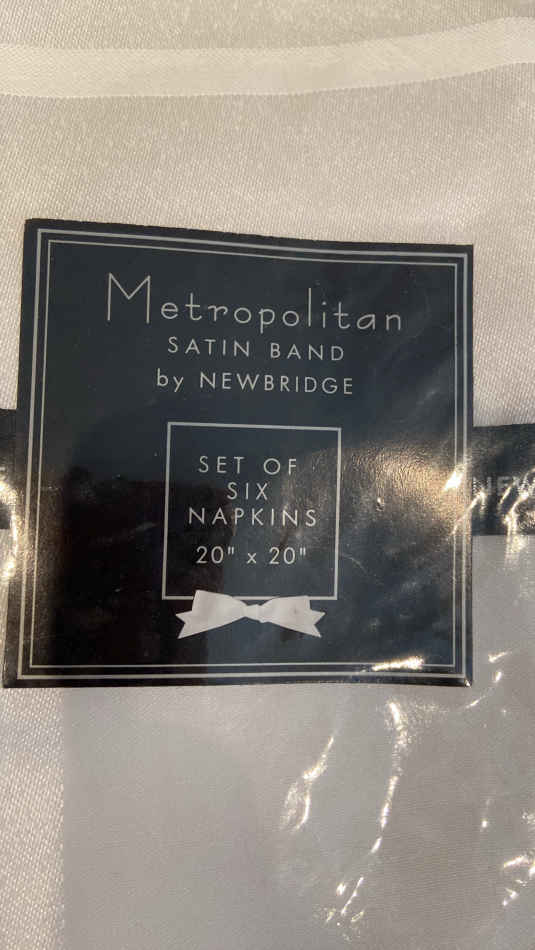 Metropolitan
SATIN BAND
by NEWBRIDGE
SET OF
SIX
NAPKINS
20" x 20"